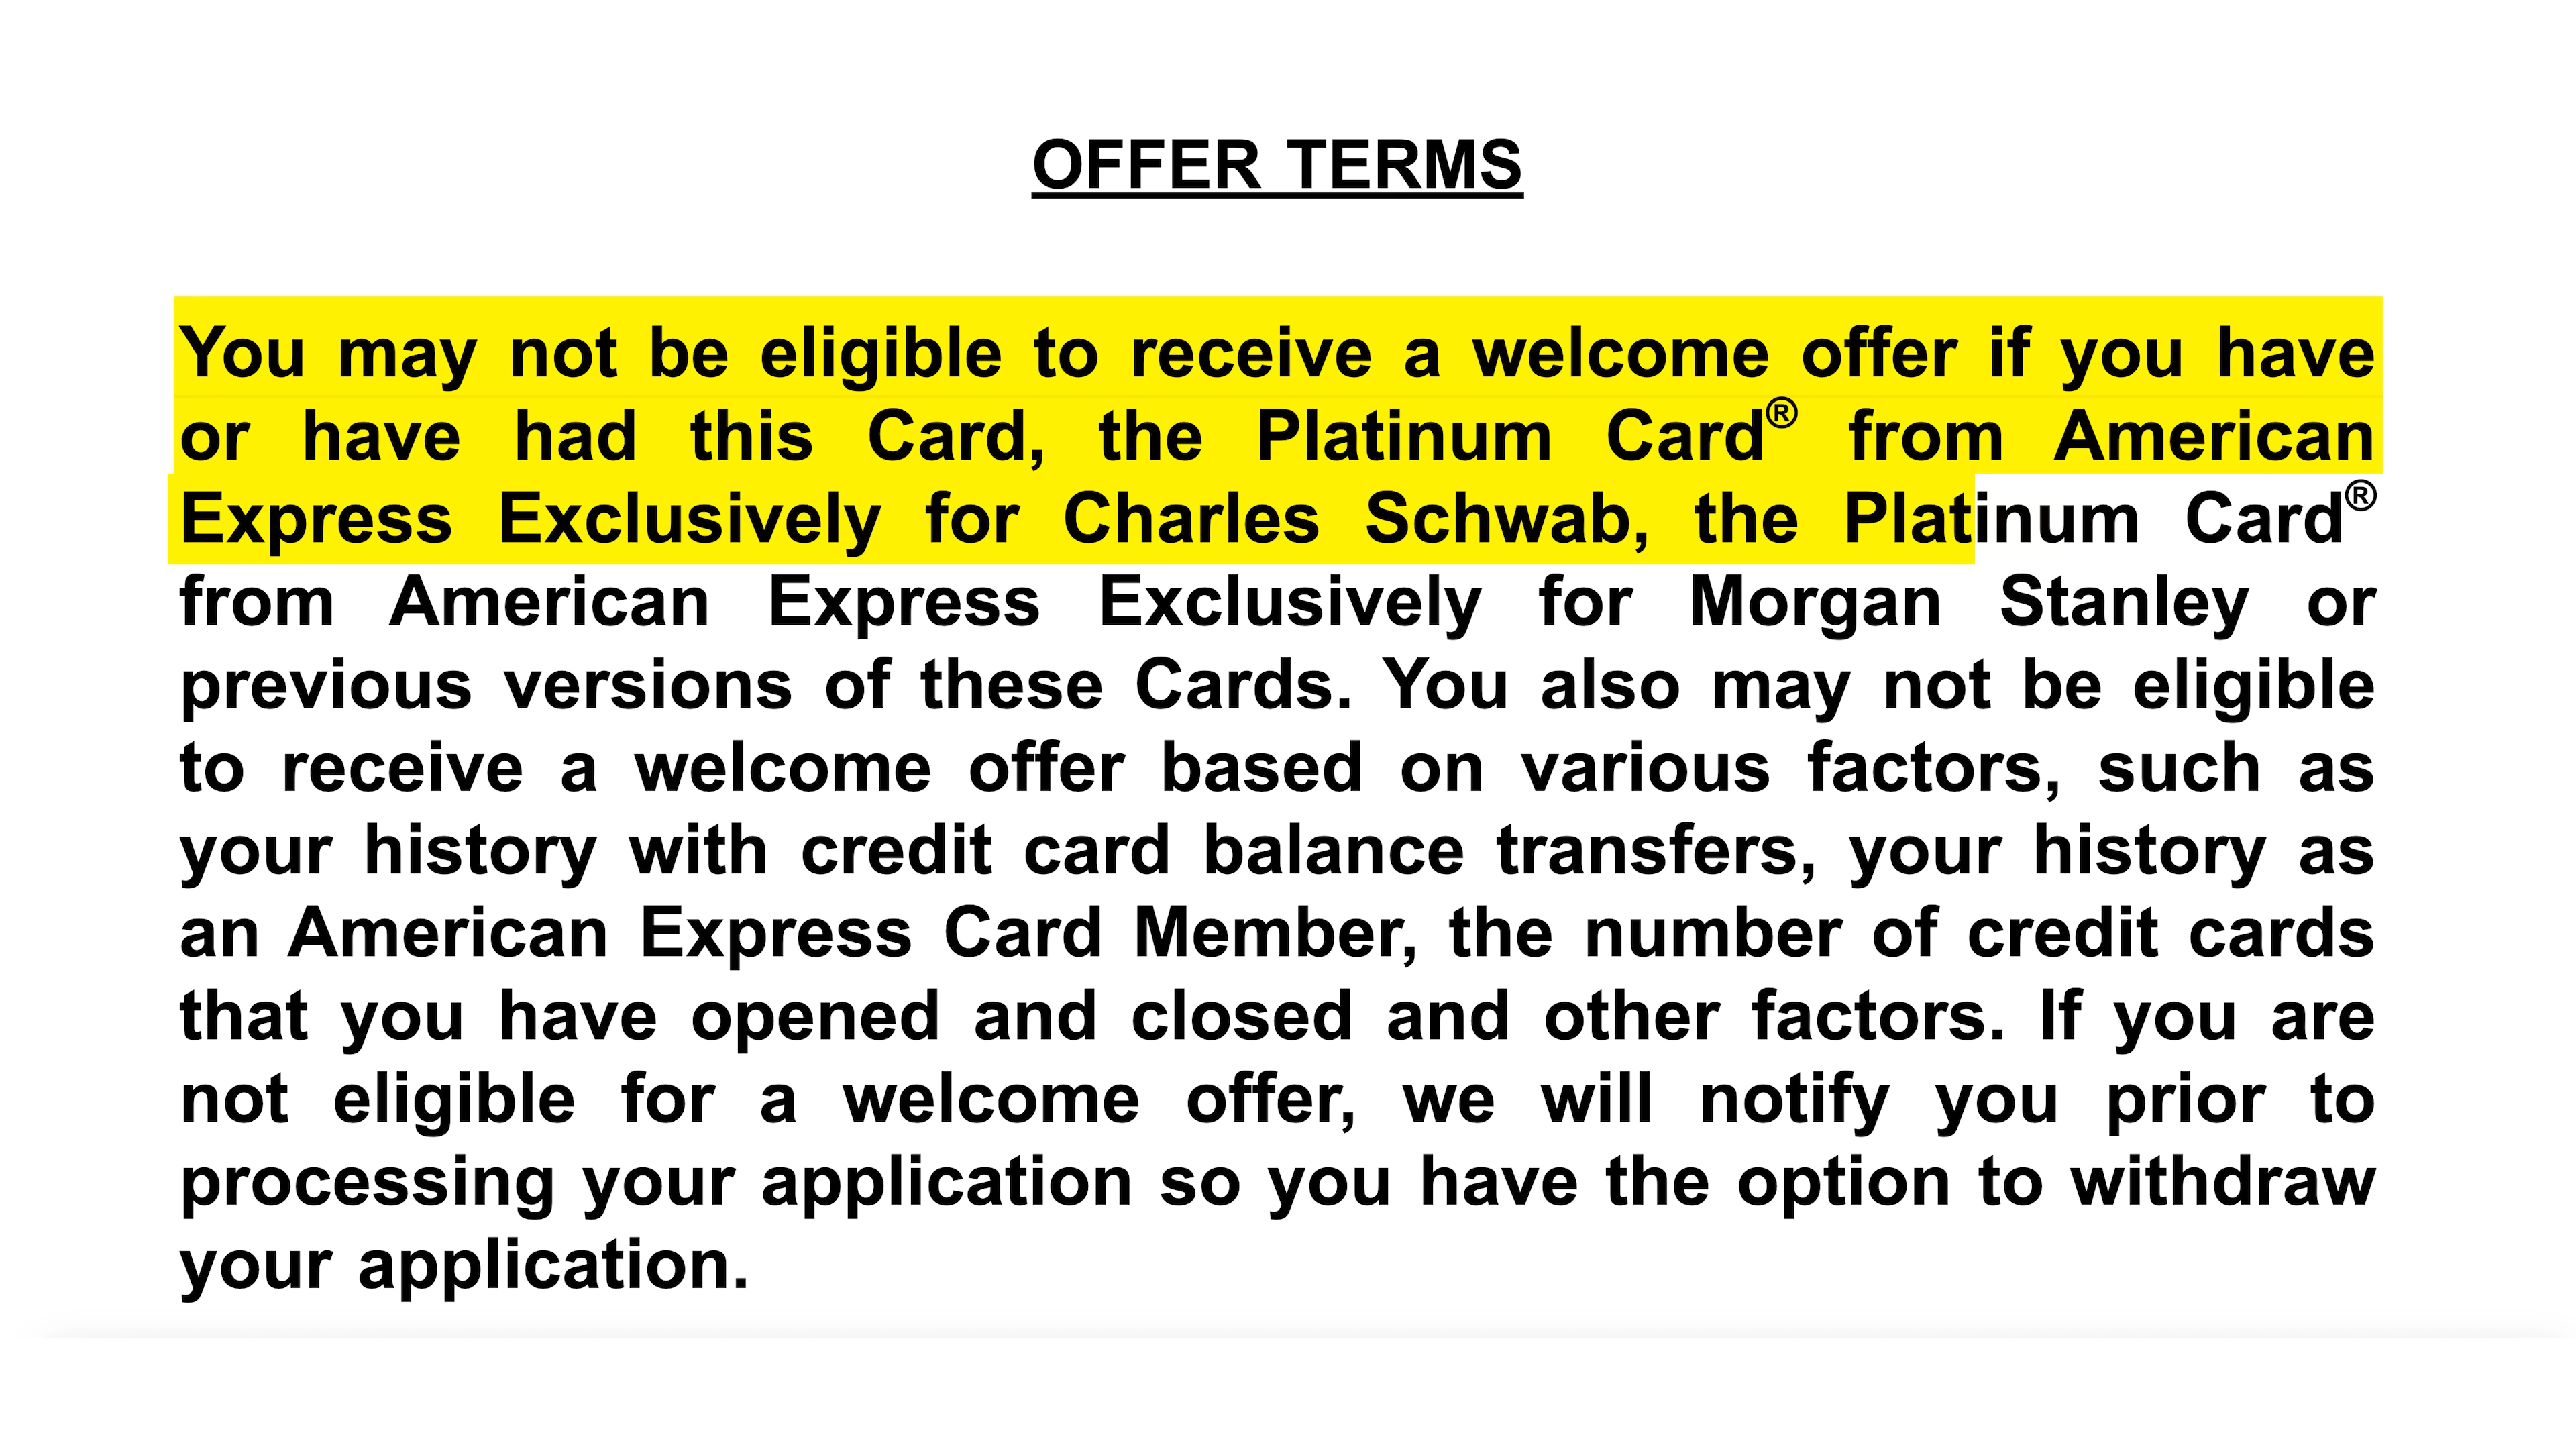 OFFER TERMS
You may not be eligible to receive a welcome offer if you have
or have had this Card, the Platinum Card® from American
Express Exclusively for Charles Schwab, the Platinum Card®
from American Express Exclusively for Morgan Stanley or
previous versions of these Cards. You also may not be eligible
to receive a welcome offer based on various factors, such as
your history with credit card balance transfers, your history as
an American Express Card Member, the number of credit cards
that you have opened and closed and other factors. If you are
not eligible for a welcome offer, we will notify you prior to
processing your application so you have the option to withdraw
your application.